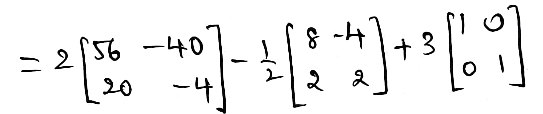 = 2 [56 -40] - 1/2 [8 -4] + 3 [1 0]
[20 -4] [2 2] [0 1]